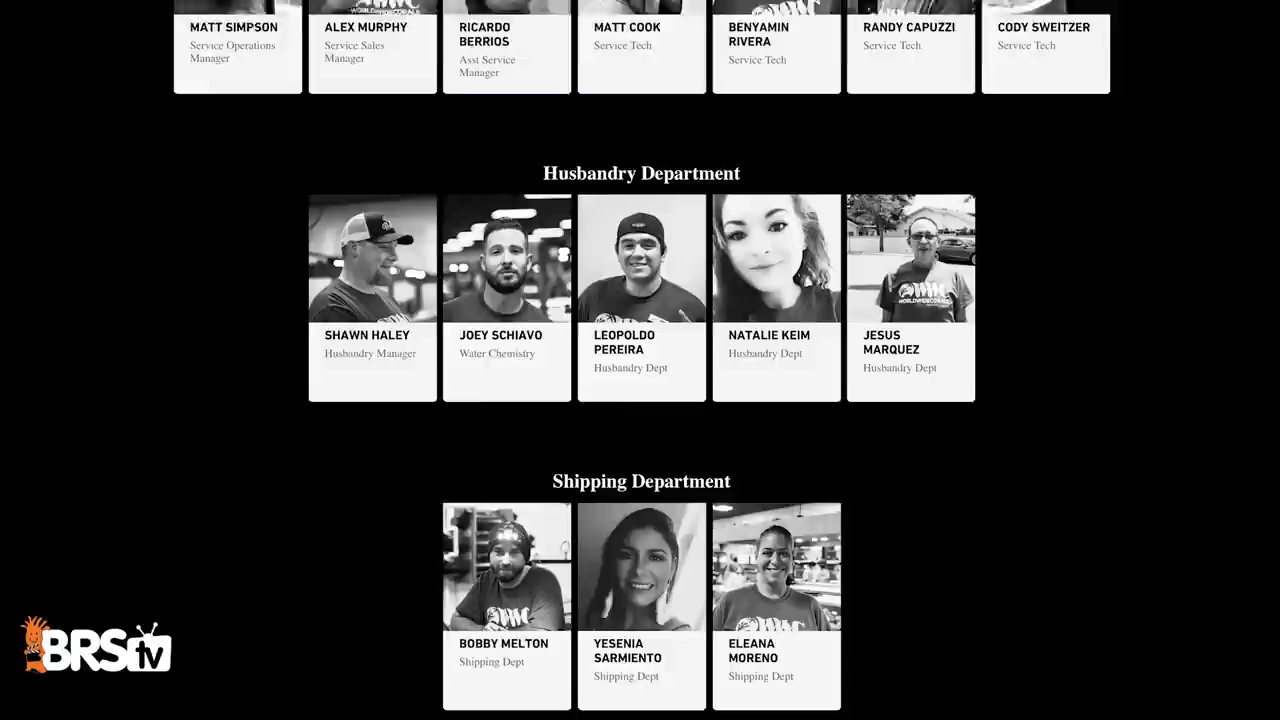 MATT SIMPSON
Service Operations
Manager
ALEX MURPHY
Service Sales
Manager
RICARDO
BERRIOS
Asst Service
Manager
MATT COOK
Service Tech
BENYAMIN
RIVERA
Service Tech
RANDY CAPUZZI
Service Tech
CODY SWEITZER
Service Tech
Husbandry Department
SHAWN HALEY
Husbandry Manager
JOEY SCHIAVO
Water Chemistry
LEOPOLDO
PEREIRA
Husbandry Dept
NATALIE KEIM
Husbandry Dept
WWC
WORLDWIDECORALS
JESUS
MARQUEZ
Husbandry Dept
Shipping Department
BOBBY MELTON
Shipping Dept
YESENIA
SARMIENTO
Shipping Dept
ELEANA
MORENO
Shipping Dept
BRStv